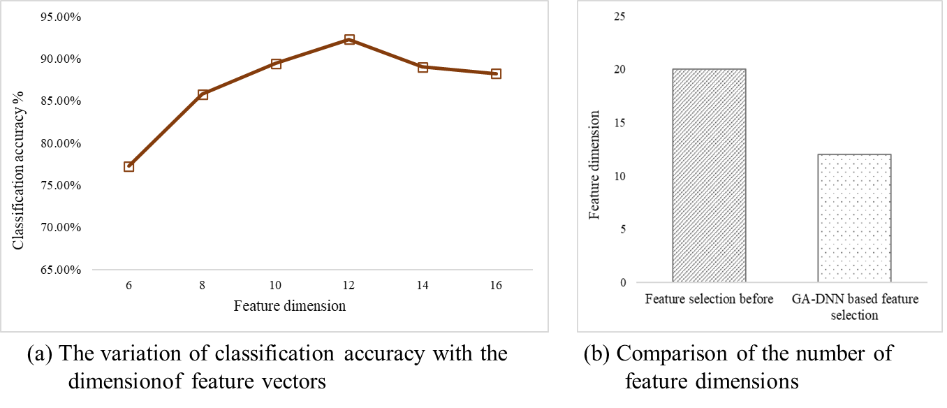 95.00%
90.00%
85.00%
80.00%
75.00%
70.00%
65.00%
Classification accuracy %
6 8 10 12 14 16
Feature dimension
(a) The variation of classification accuracy with the
dimensionof feature vectors
25
20
15
10
5
0
Feature dimension
Feature selection before GA-DNN based feature
selection
(b) Comparison of the number of
feature dimensions